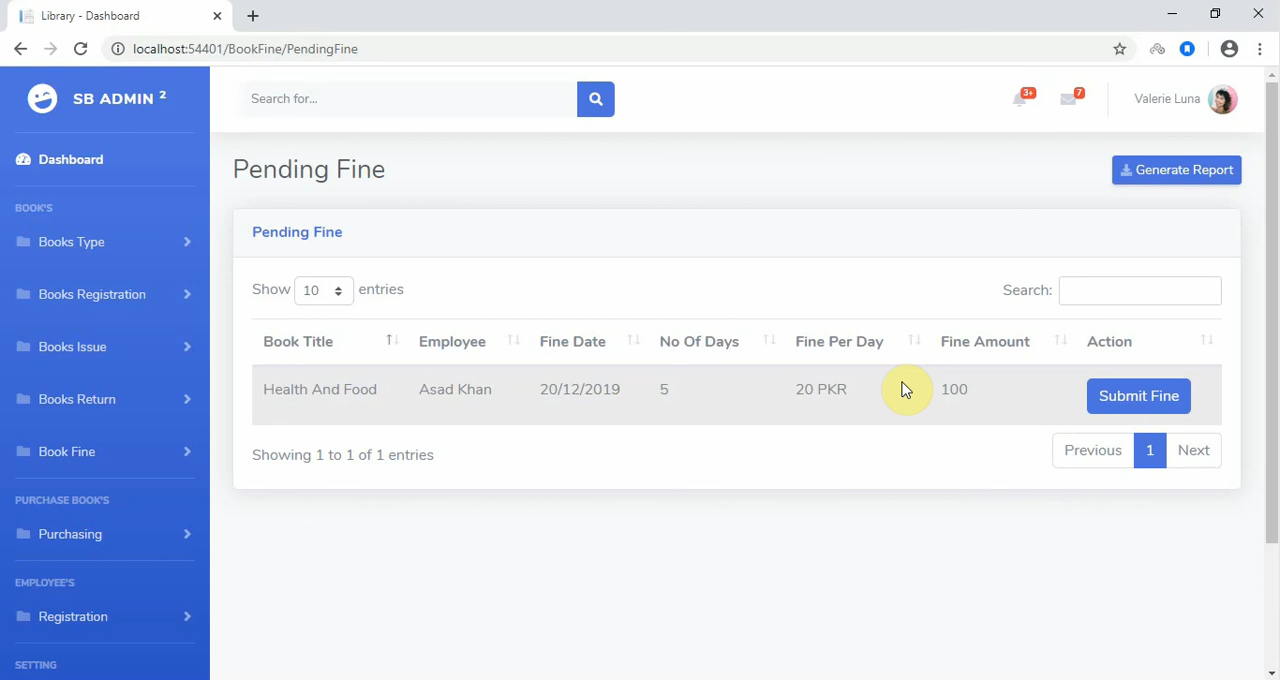 Library - Dashboard
localhost:54401/BookFine/PendingFine
SB ADMIN 2
Search for...
3+
7
Valerie Luna
Dashboard
Pending Fine
Generate Report
BOOK'S
Books Type
Books Registration
Books Issue
Books Return
Book Fine
PURCHASE BOOK'S
Purchasing
EMPLOYEE'S
Registration
SETTING
Pending Fine
Show 10 entries
Search:
Book Title Employee Fine Date No Of Days Fine Per Day Fine Amount Action
Health And Food Asad Khan 20/12/2019 5 20 PKR 100 Submit Fine
Showing 1 to 1 of 1 entries
Previous 1 Next